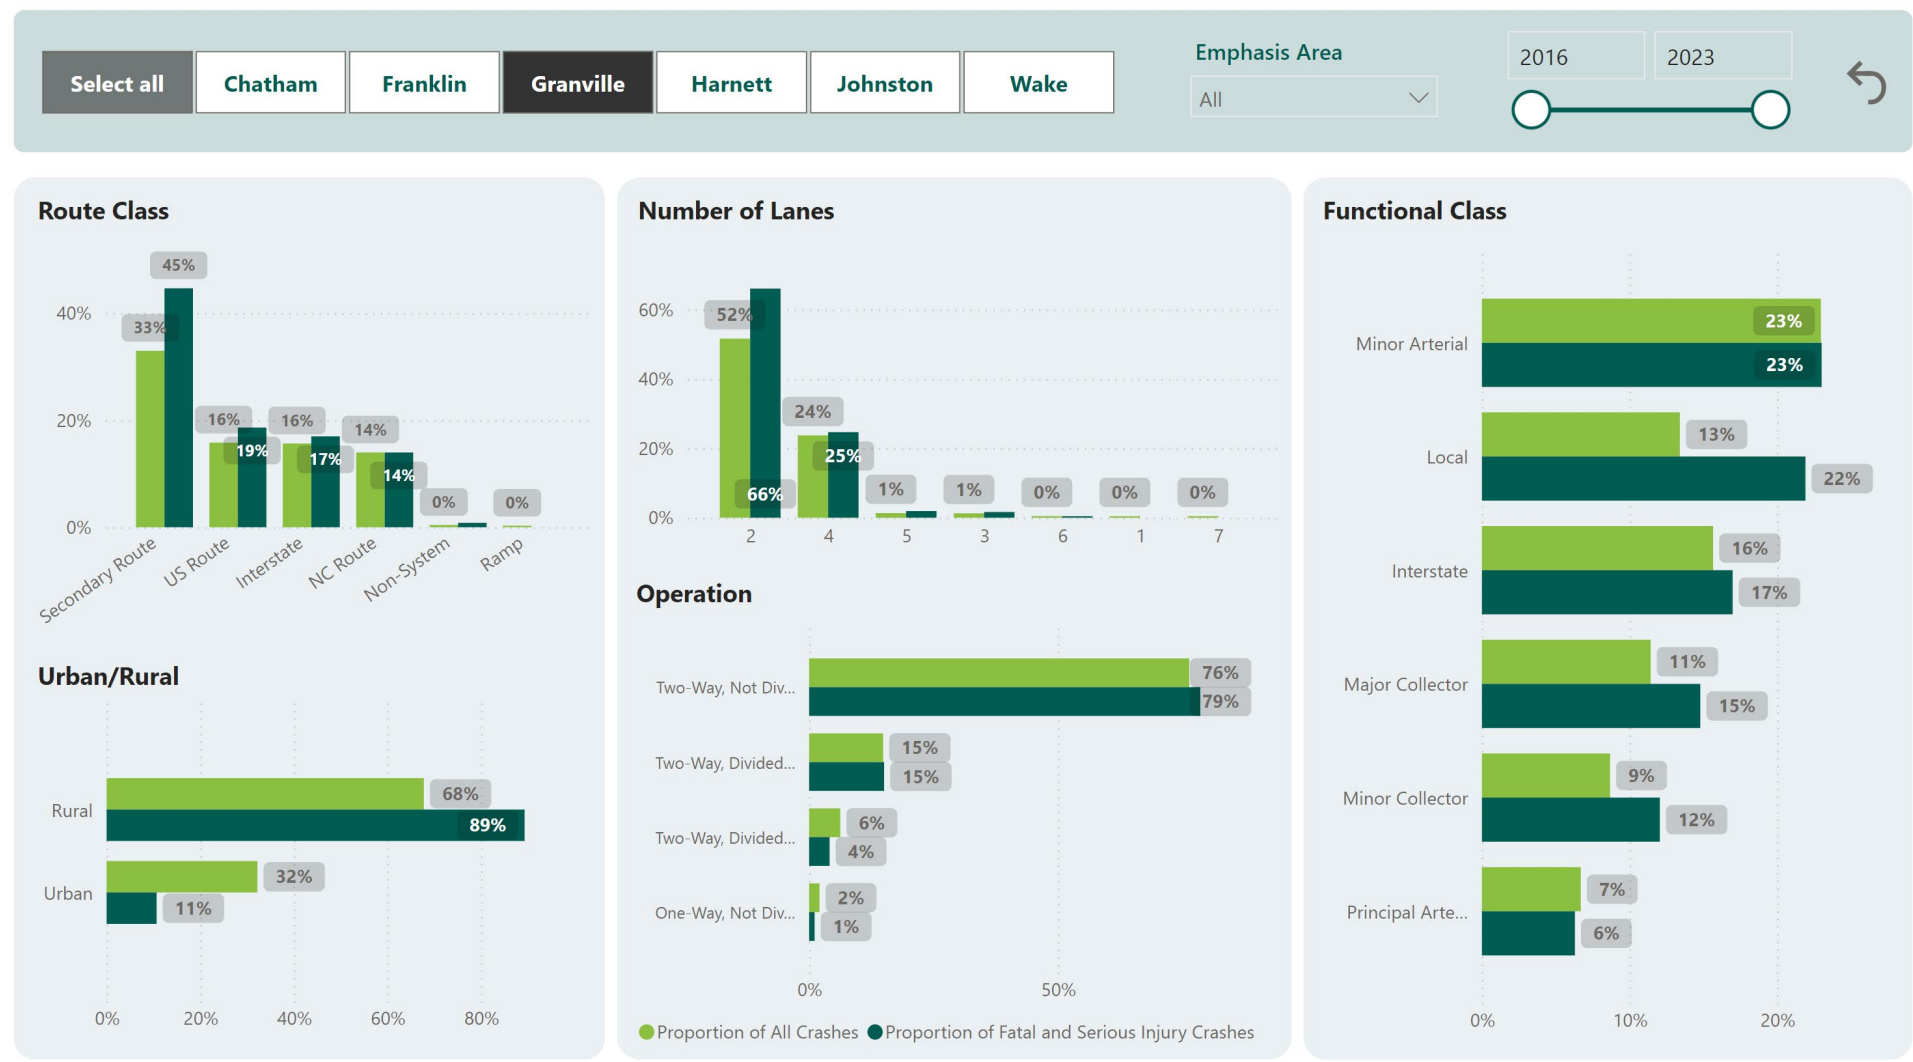 Select all
Chatham
Franklin
Granville
Harnett
Johnston
Wake
Emphasis Area
All
2016
2023
Route Class
45%
40%
33%
20%
16%
19%
16%
17%
14%
14%
0%
0%
0%
Secondary Route
US Route
Interstate
NC Route
Non-System
Ramp
Urban/Rural
Rural
68%
89%
Urban
32%
11%
0%
20%
40%
60%
80%
Number of Lanes
60%
52%
40%
24%
20%
25%
66%
1%
1%
0%
0%
0%
0%
2
4
5
3
6
1
7
Operation
Two-Way, Not Div...
76%
79%
Two-Way, Divided...
15%
15%
Two-Way, Divided...
6%
4%
One-Way, Not Div...
2%
1%
0%
50%
Proportion of All Crashes
Proportion of Fatal and Serious Injury Crashes
Functional Class
Minor Arterial
23%
23%
Local
13%
22%
Interstate
16%
17%
Major Collector
11%
15%
Minor Collector
9%
12%
Principal Arte...
7%
6%
0%
10%
20%